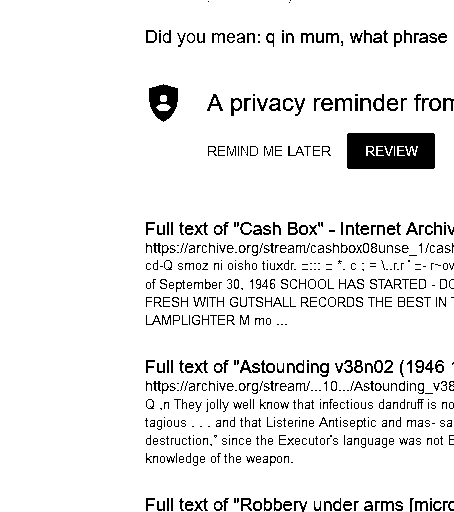 Did you mean: q in mum, what phrase
A privacy reminder from
REMIND ME LATER REVIEW
Full text of "Cash Box" - Internet Archiv
https://archive.org/stream/cashbox08unse_1/cash
cd-Q smoz ni oisho tiuxdr. =::: = *. c ; = \..r.r ' =- r~ov
of September 30, 1946 SCHOOL HAS STARTED - DO
FRESH WITH GUTSHALL RECORDS THE BEST IN T
LAMPLIGHTER M mo ...
Full text of "Astounding v38n02 (1946 1
https://archive.org/stream/...10.../Astounding_v38
Q ,n They jolly well know that infectious dandruff is no
tagious . . . and that Listerine Antiseptic and mas- sa
destruction," since the Executor's language was not E
knowledge of the weapon.
Full text of "Robbery under arms [micro